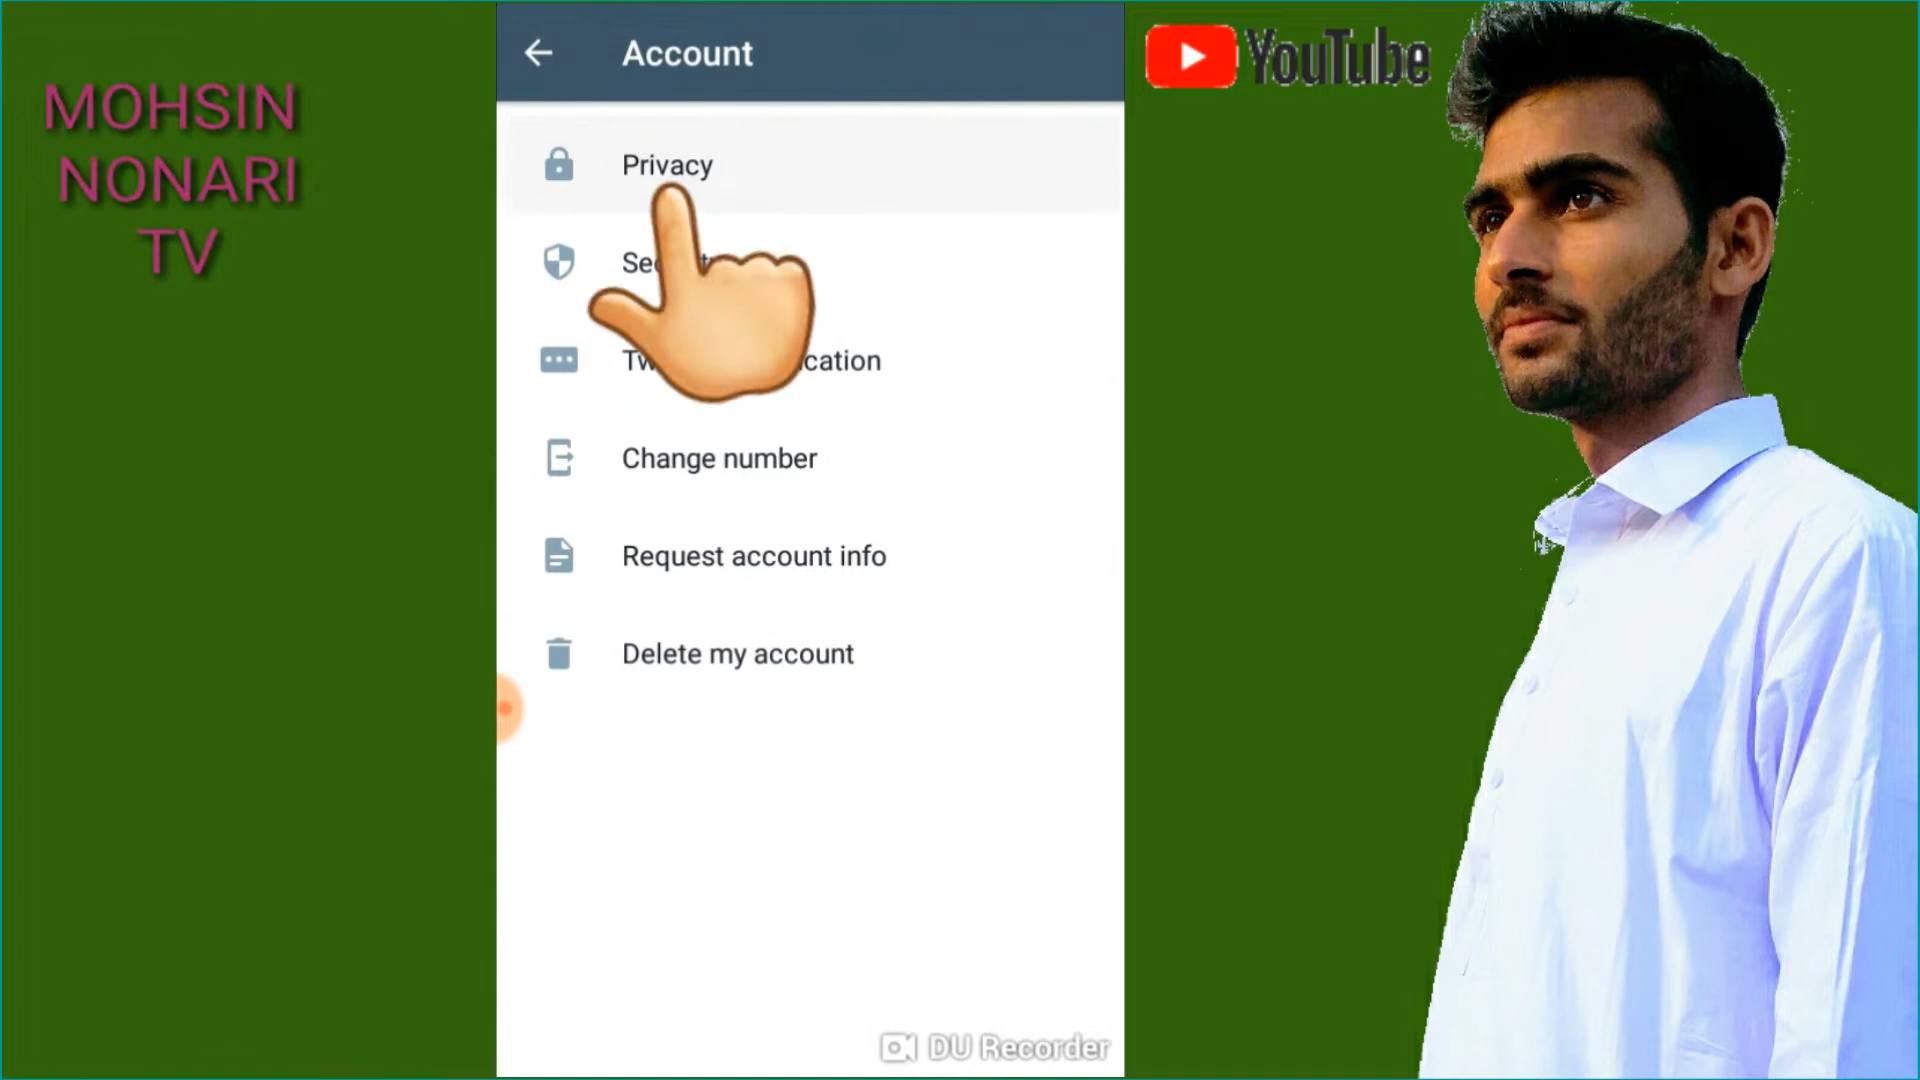 MOHSIN
NONARI
TV
Account
Privacy
Change number
Request account info
Delete my account
YouTube
DU Recorder